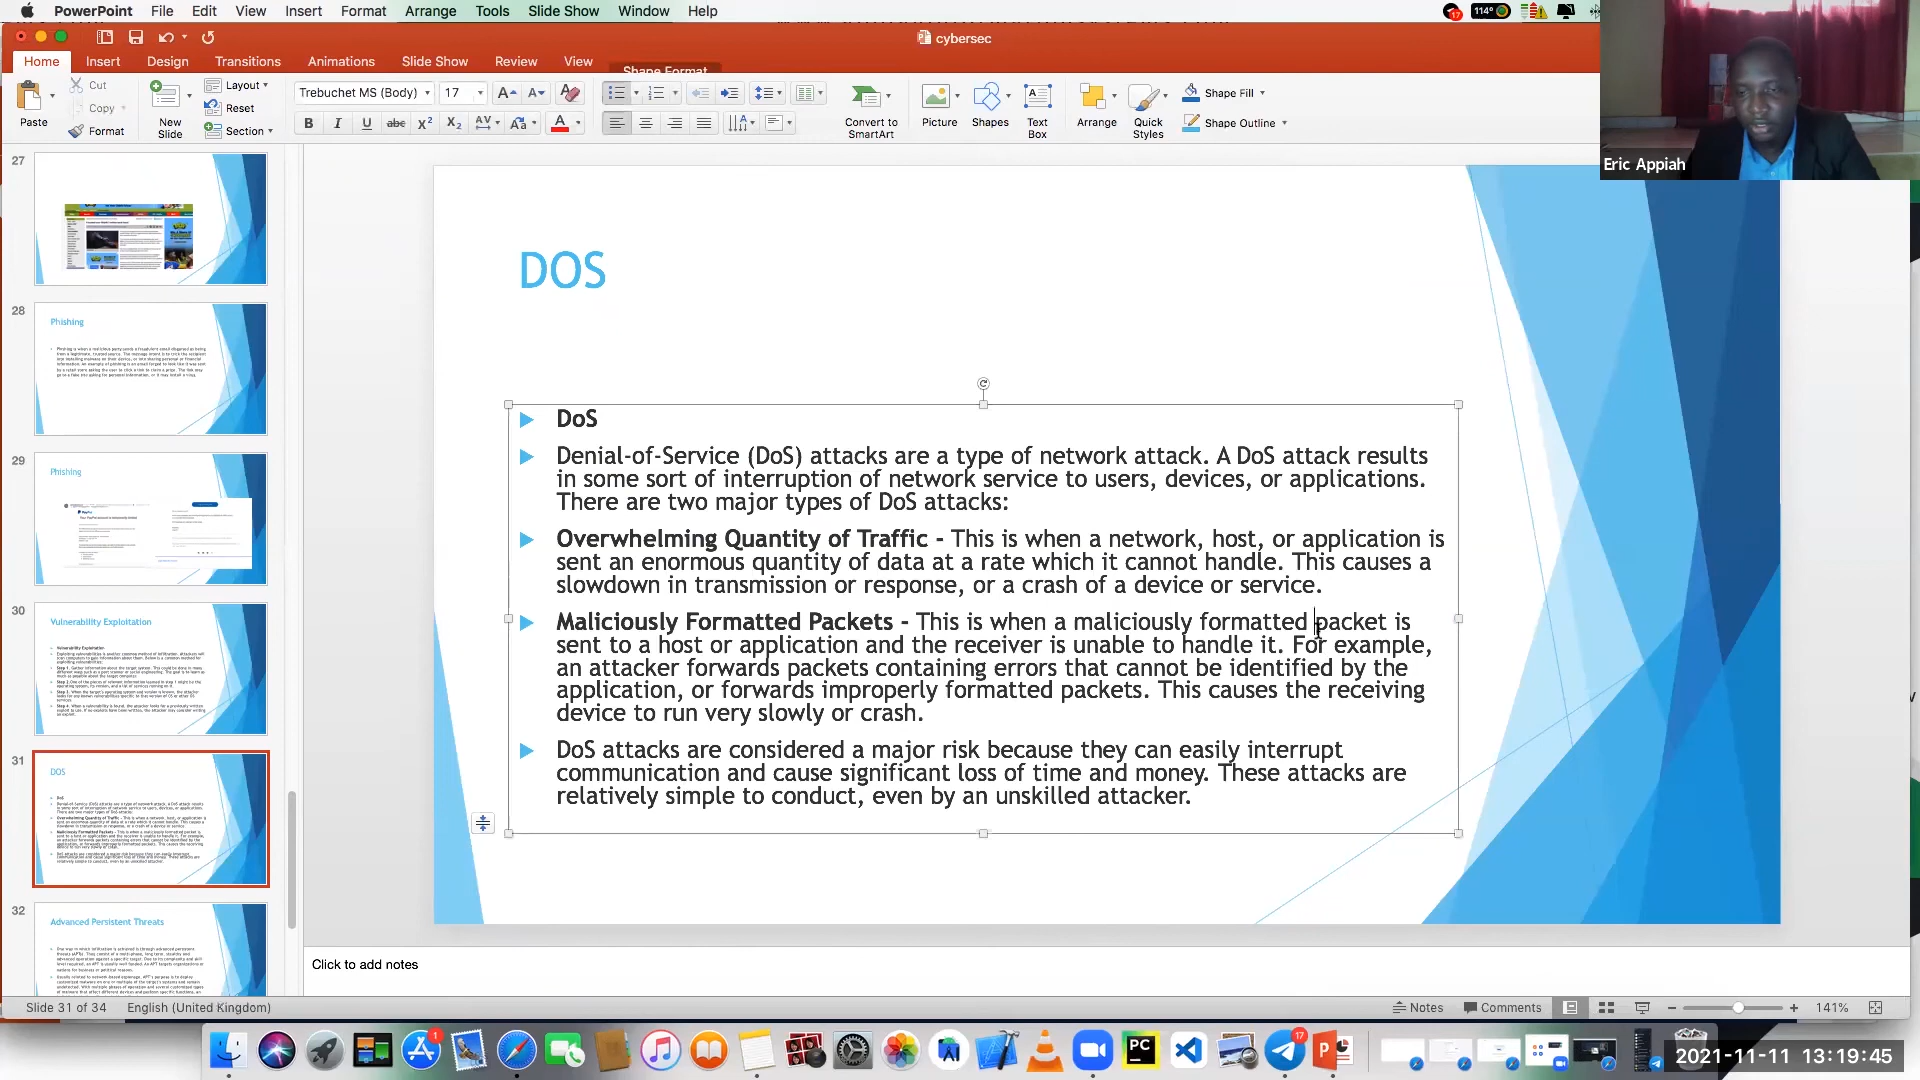 PowerPoint File Edit View Insert Format Arrange Tools Slide Show Window Help
17 114°
cybersec
Home Insert Design Transitions Animations Slide Show Review View Shape Format
Paste
Cut
Copy
Format
New Slide
Layout
Reset
Section
Trebuchet MS (Body) 17
Convert to SmartArt
Picture
Shapes
Text Box
Arrange
Quick Styles
Shape Fill
Shape Outline
Eric Appiah
27
28
Phishing
29
Phishing
30
Vulnerability Exploitation
31
DOS
32
Advanced Persistent Threats
DOS
DoS
Denial-of-Service (DoS) attacks are a type of network attack. A DoS attack results
in some sort of interruption of network service to users, devices, or applications.
There are two major types of DoS attacks:
Overwhelming Quantity of Traffic - This is when a network, host, or application is
sent an enormous quantity of data at a rate which it cannot handle. This causes a
slowdown in transmission or response, or a crash of a device or service.
Maliciously Formatted Packets - This is when a maliciously formatted packet is
sent to a host or application and the receiver is unable to handle it. For example,
an attacker forwards packets containing errors that cannot be identified by the
application, or forwards improperly formatted packets. This causes the receiving
device to run very slowly or crash.
DoS attacks are considered a major risk because they can easily interrupt
communication and cause significant loss of time and money. These attacks are
relatively simple to conduct, even by an unskilled attacker.
Click to add notes
Slide 31 of 34 English (United Kingdom) Notes Comments 141%
2021-11-11 13:19:45